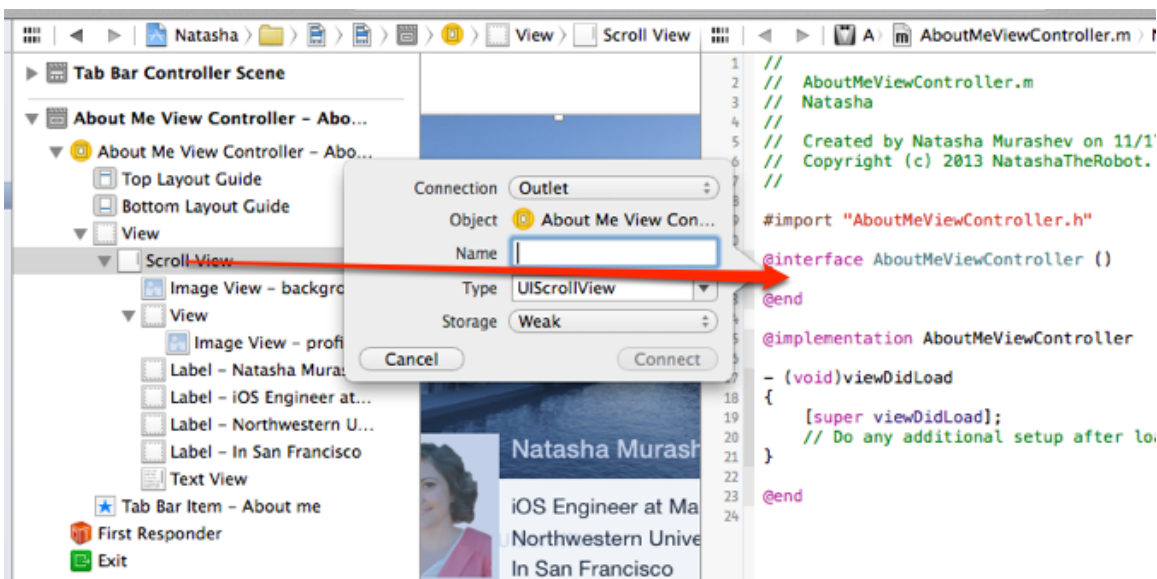 Natasha View Scroll View A AboutMeViewController.m
Tab Bar Controller Scene
About Me View Controller – Abo...
About Me View Controller – Abo...
Top Layout Guide
Bottom Layout Guide
View
Scroll View
Image View – backgro
View
Image View – profi
Label – Natasha Muras
Label – iOS Engineer at...
Label – Northwestern U...
Label – In San Francisco
Text View
Tab Bar Item – About me
First Responder
Exit
Connection Outlet
Object About Me View Con...
Name
Type UIScrollView
Storage Weak
Cancel Connect
Natasha Murash
iOS Engineer at Ma
Northwestern Unive
In San Francisco
1 //
2 // AboutMeViewController.m
3 // Natasha
4 //
5 // Created by Natasha Murashev on 11/1
6 // Copyright (c) 2013 NatashaTheRobot.
7 //
#import "AboutMeViewController.h"
@interface AboutMeViewController ()
@end
@implementation AboutMeViewController
- (void)viewDidLoad
18 {
19 [super viewDidLoad];
20 // Do any additional setup after loa
21 }
22
23 @end
24